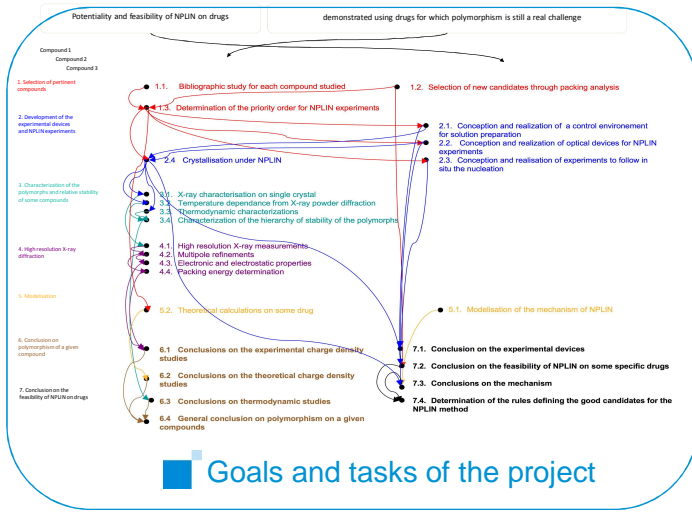 Potentiality and feasibility of NPLIN on drugs
demonstrated using drugs for which polymorphism is still a real challenge
Compound 1
Compound 2
Compound 3
1. Selection of pertinent
compounds
1.1. Bibliographic study for each compound studied
1.2. Selection of new candidates through packing analysis
1.3. Determination of the priority order for NPLIN experiments
2. Development of the
experimental devices
and NPLIN experiments
2.1. Conception and realization of a control environement
for solution preparation
2.2. Conception and realization of optical devices for NPLIN
experiments
2.3. Conception and realisation of experiments to follow in
situ the nucleation
2.4 Crystallisation under NPLIN
3. Characterization of the
polymorphs and relative stability
of some compounds
3.1. X-ray characterisation on single crystal
3.2. Temperature dependance from X-ray powder diffraction
3.3. Thermodynamic characterizations
3.4. Characterization of the hierarchy of stability of the polymorphs
4. High resolution X-ray
diffraction
4.1. High resolution X-ray measurements
4.2. Multipole refinements
4.3. Electronic and electrostatic properties
4.4. Packing energy determination
5. Modelisation
5.2. Theoretical calculations on some drug
5.1. Modelisation of the mechanism of NPLIN
6. Conclusion on
polymorphism of a given
compound
6.1 Conclusions on the experimental charge density
studies
6.2 Conclusions on the theoretical charge density
studies
6.3 Conclusions on thermodynamic studies
6.4 General conclusion on polymorphism on a given
compounds
7. Conclusion on the
feasibility of NPLIN on drugs
7.1. Conclusion on the experimental devices
7.2. Conclusion on the feasibility of NPLIN on some specific drugs
7.3. Conclusions on the mechanism
7.4. Determination of the rules defining the good candidates for the
NPLIN method
Goals and tasks of the project